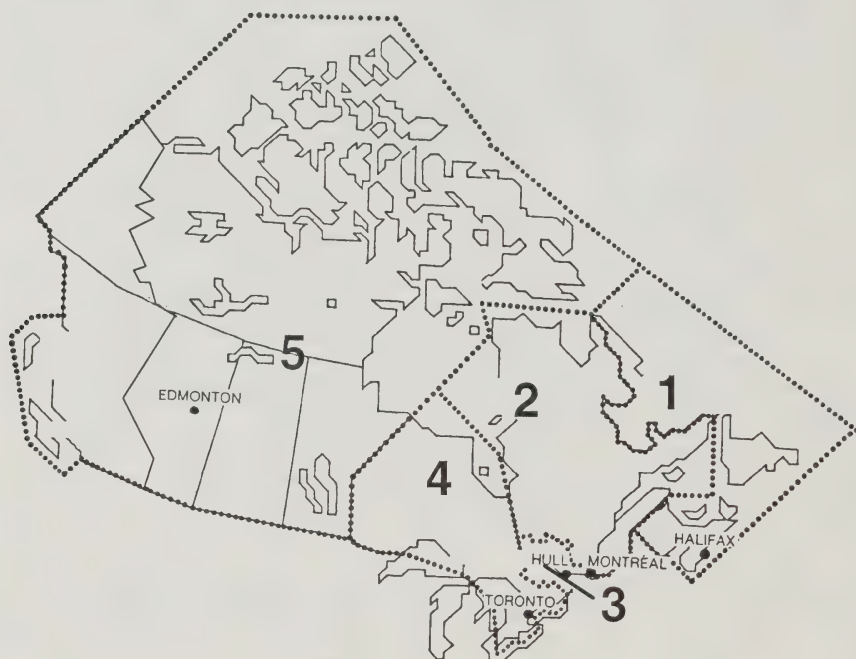 5
2
1
EDMONTON
4
HULL
MONTRÉAL
HALIFAX
3
TORONTO